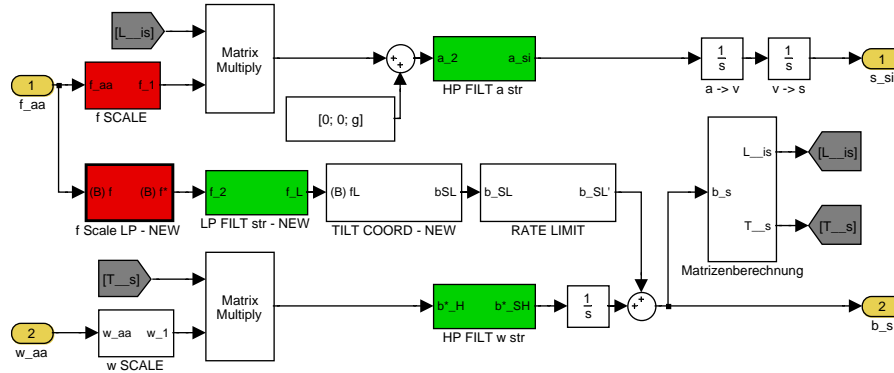 [L__is]
Matrix
Multiply
1
f_aa
f_aa
f_1
f SCALE
[0; 0; g]
+
+
a_2
a_si
HP FILT a str
1
s
a -> v
1
s
v -> s
1
s_si
(B) f
(B) f*
f Scale LP - NEW
f_2
f_L
LP FILT str - NEW
(B) fL
bSL
TILT COORD - NEW
b_SL
b_SL'
RATE LIMIT
b_s
L__is
T__s
Matrizenberechnung
[L__is]
[T__s]
[T__s]
Matrix
Multiply
2
w_aa
w_aa
w_1
w SCALE
b*_H
b*_SH
HP FILT w str
1
s
+
+
2
b_s